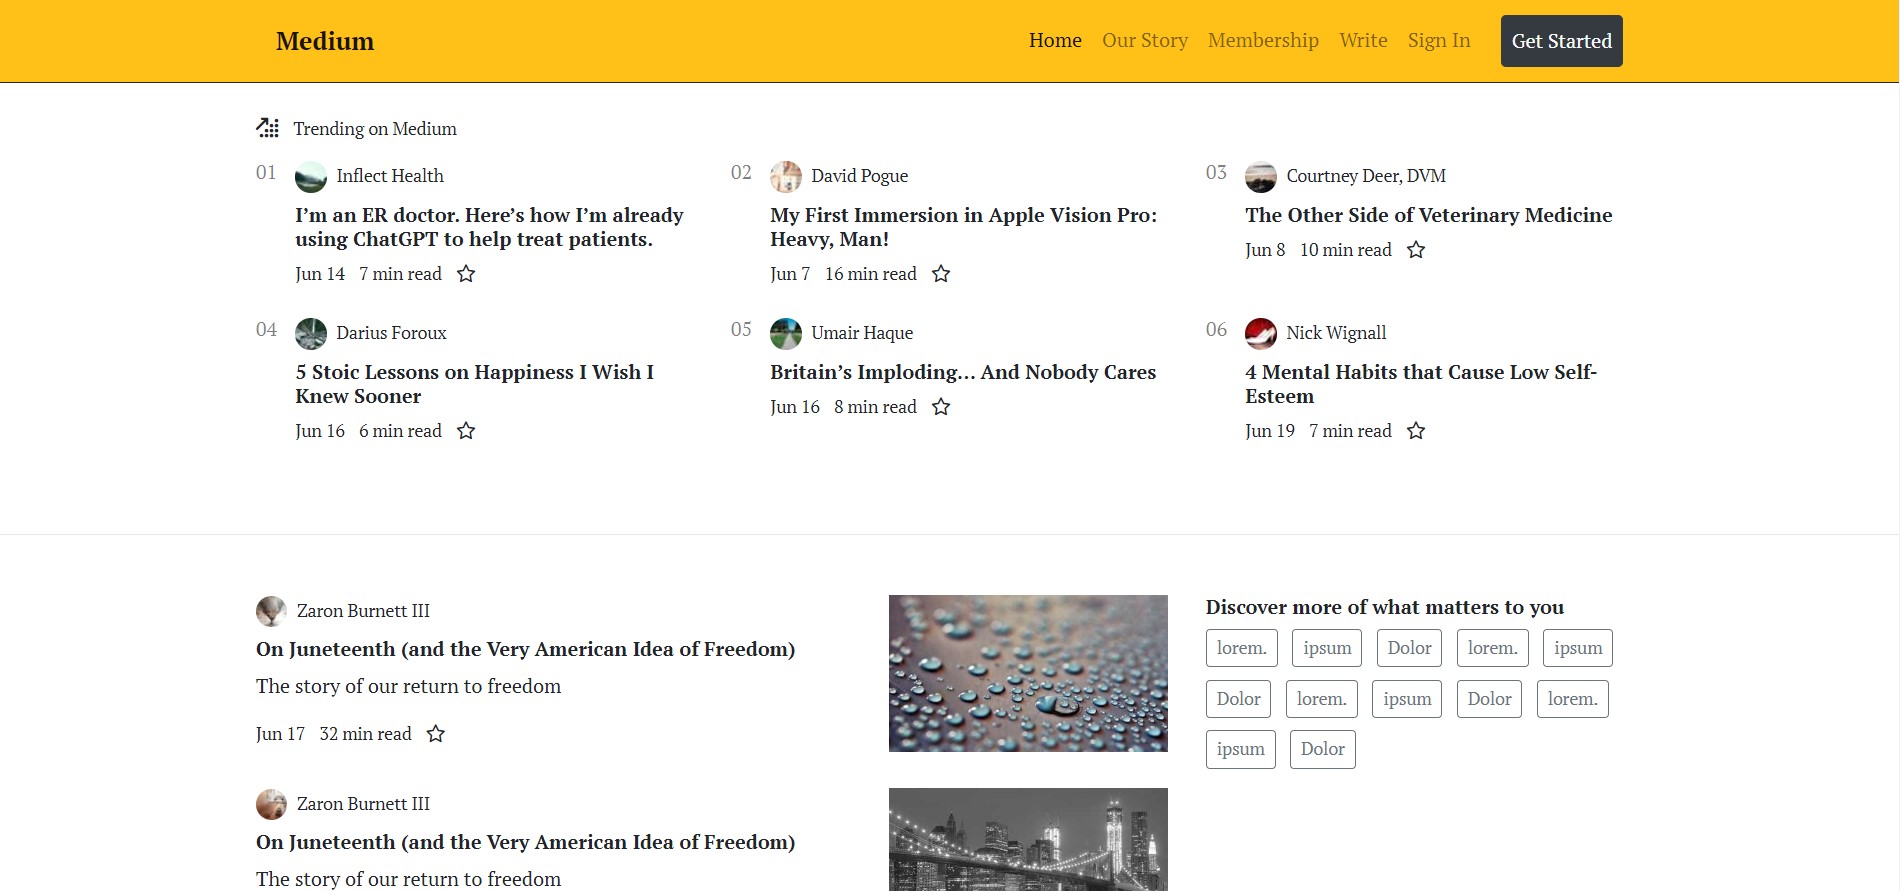 Medium
Home Our Story Membership Write Sign In Get Started
Trending on Medium
01 Inflect Health
I’m an ER doctor. Here’s how I’m already
using ChatGPT to help treat patients.
Jun 14 7 min read
02 David Pogue
My First Immersion in Apple Vision Pro:
Heavy, Man!
Jun 7 16 min read
03 Courtney Deer, DVM
The Other Side of Veterinary Medicine
Jun 8 10 min read
04 Darius Foroux
5 Stoic Lessons on Happiness I Wish I
Knew Sooner
Jun 16 6 min read
05 Umair Haque
Britain’s Imploding… And Nobody Cares
Jun 16 8 min read
06 Nick Wignall
4 Mental Habits that Cause Low Self-
Esteem
Jun 19 7 min read
Zaron Burnett III
On Juneteenth (and the Very American Idea of Freedom)
The story of our return to freedom
Jun 17 32 min read
Zaron Burnett III
On Juneteenth (and the Very American Idea of Freedom)
The story of our return to freedom
Discover more of what matters to you
lorem. ipsum Dolor lorem. ipsum
Dolor lorem. ipsum Dolor lorem.
ipsum Dolor